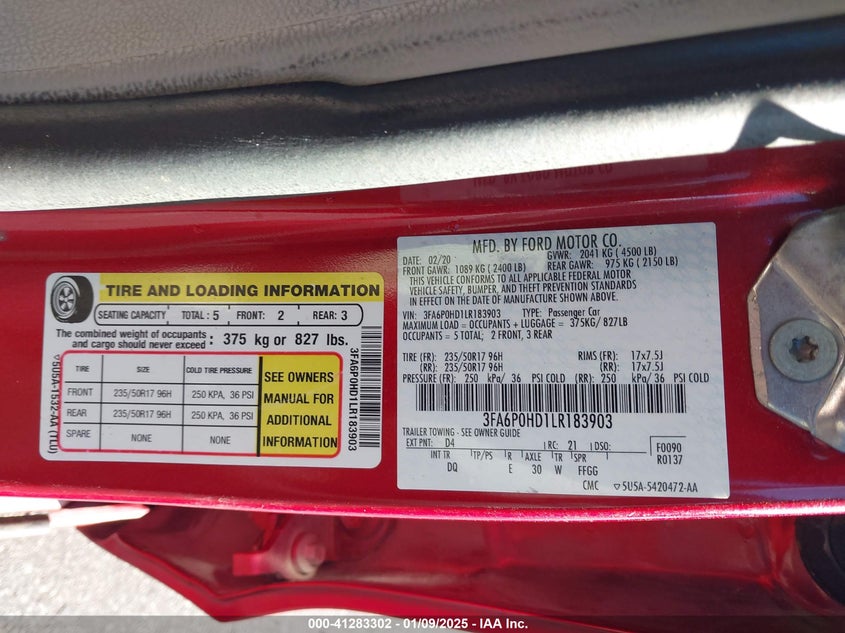 TIRE AND LOADING INFORMATION
SEATING CAPACITY TOTAL: 5 FRONT: 2 REAR: 3
The combined weight of occupants and cargo should never exceed : 375 kg or 827 lbs.
TIRE SIZE COLD TIRE PRESSURE
FRONT 235/50R17 96H 250 KPA, 36 PSI
REAR 235/50R17 96H 250 KPA, 36 PSI
SPARE NONE NONE
SEE OWNERS
MANUAL FOR
ADDITIONAL
INFORMATION
5U5A-1532-AA (TLU)
3FA6P0HD1LR183903
MFD. BY FORD MOTOR CO.
DATE: 02/20 GVWR: 2041 KG ( 4500 LB)
FRONT GAWR: 1089 KG ( 2400 LB) REAR GAWR: 975 KG ( 2150 LB)
THIS VEHICLE CONFORMS TO ALL APPLICABLE FEDERAL MOTOR
VEHICLE SAFETY, BUMPER, AND THEFT PREVENTION STANDARDS
IN EFFECT ON THE DATE OF MANUFACTURE SHOWN ABOVE.
VIN: 3FA6P0HD1LR183903 TYPE: Passenger Car
MAXIMUM LOAD = OCCUPANTS + LUGGAGE = 375KG/ 827LB
OCCUPANTS = 5 TOTAL; 2 FRONT, 3 REAR
TIRE (FR): 235/50R17 96H RIMS (FR): 17x7.5J
(RR): 235/50R17 96H (RR): 17x7.5J
PRESSURE (FR): 250 kPa/ 36 PSI COLD (RR): 250 kPa/36 PSI COLD
3FA6P0HD1LR183903
TRAILER TOWING - SEE OWNER GUIDE
EXT PNT: D4 RC: 21 DSO: F0090
R0137
INT TR TP/PS R AXLE TR SPR
DQ E 30 W FFGG
CMC 5U5A-5420472-AA
000-41283302 - 01/09/2025 - IAA Inc.